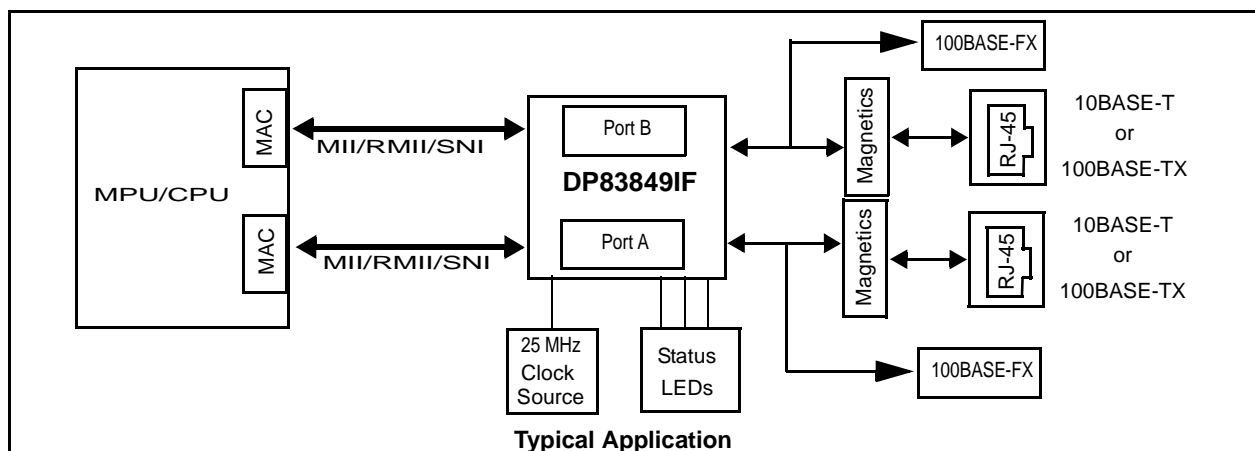 100BASE-FX
MAC
MII/RMII/SNI
Port B
DP83849IF
Magnetics
RJ-45
10BASE-T
or
100BASE-TX
MPU/CPU
MAC
MII/RMII/SNI
Port A
Magnetics
RJ-45
10BASE-T
or
100BASE-TX
25 MHz
Clock
Source
Status
LEDs
100BASE-FX
Typical Application